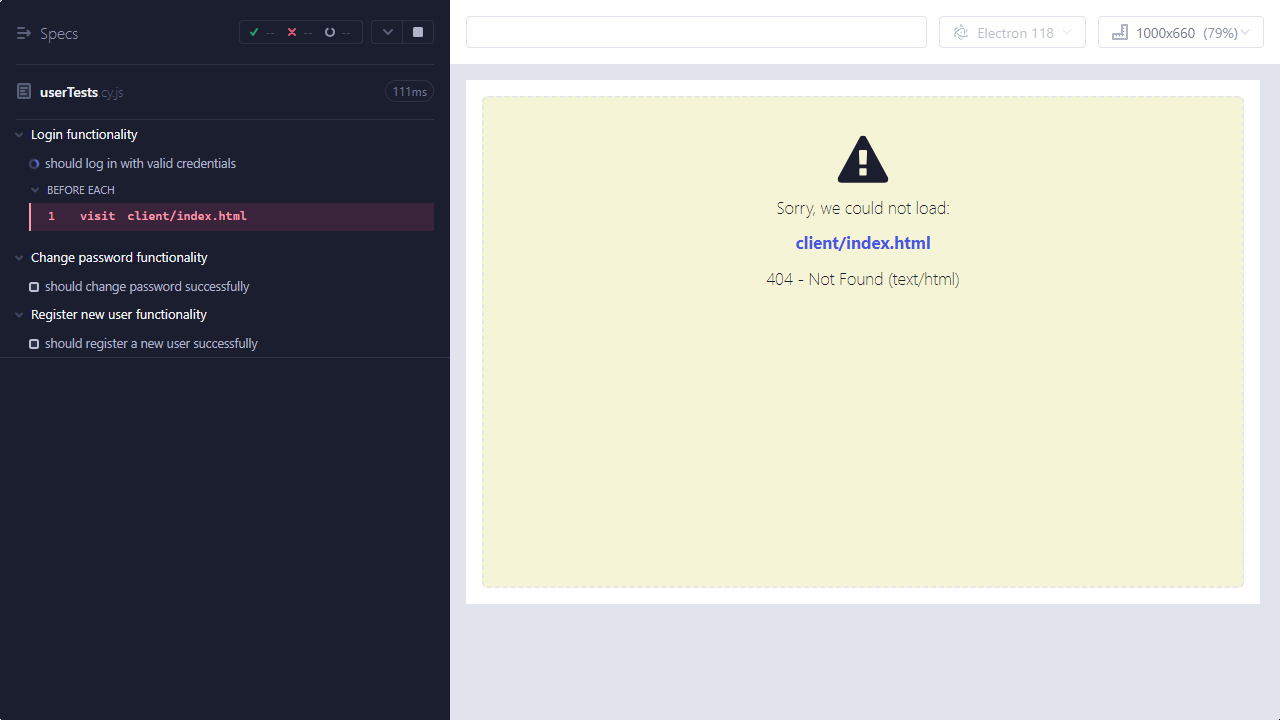 Specs
-- -- --
userTests.cy.js
111ms
Login functionality
should log in with valid credentials
BEFORE EACH
1 visit client/index.html
Change password functionality
should change password successfully
Register new user functionality
should register a new user successfully
Electron 118
1000x660 (79%)
Sorry, we could not load:
client/index.html
404 - Not Found (text/html)